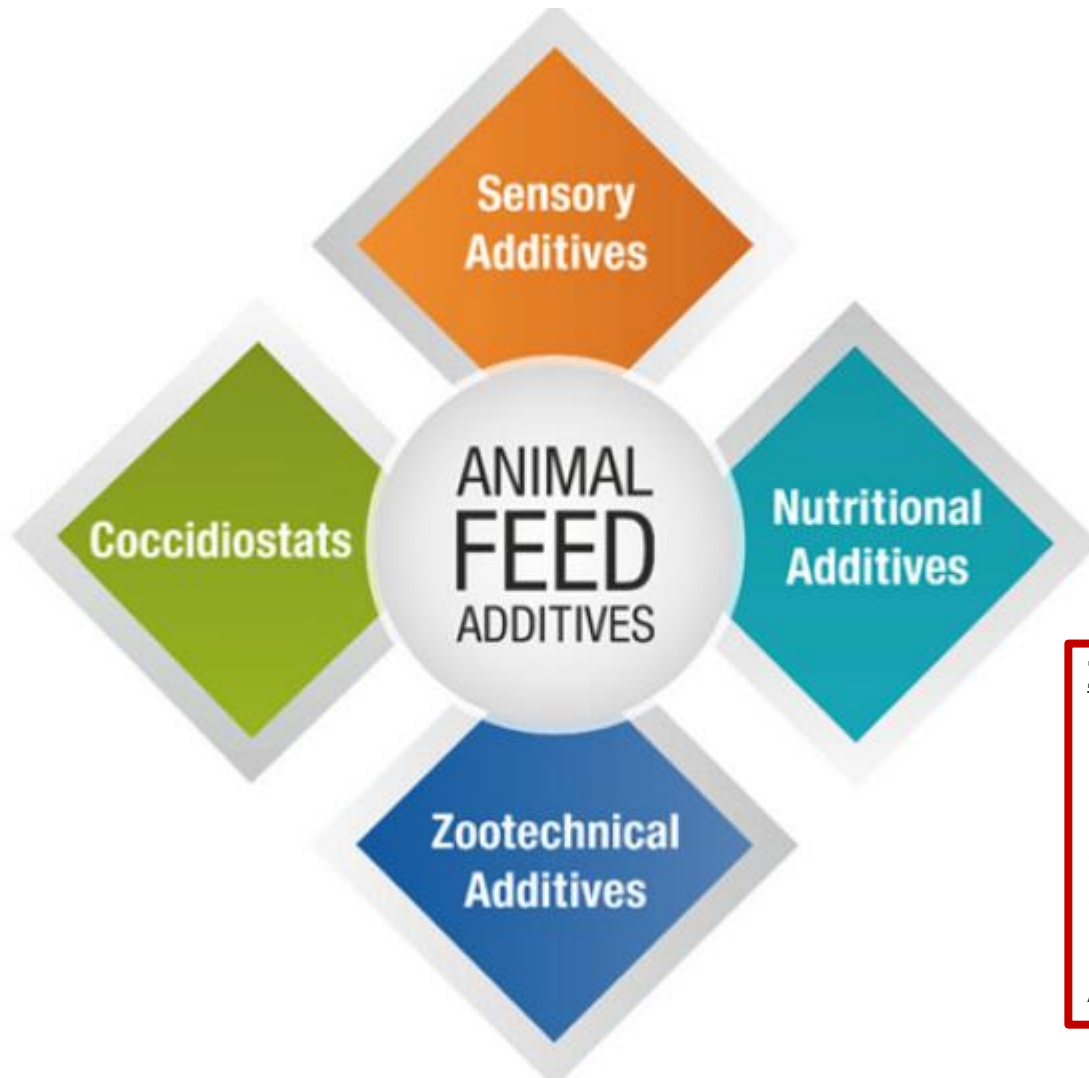 Sensory
Additives
Coccidiostats
ANIMAL
FEED
ADDITIVES
Nutritional
Additives
Zootechnical
Additives